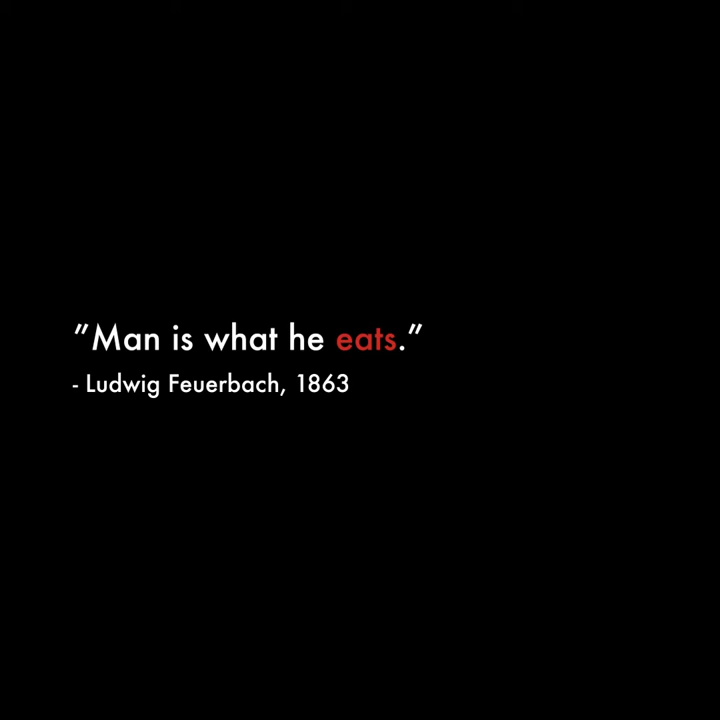 "Man is what he eats."
- Ludwig Feuerbach, 1863